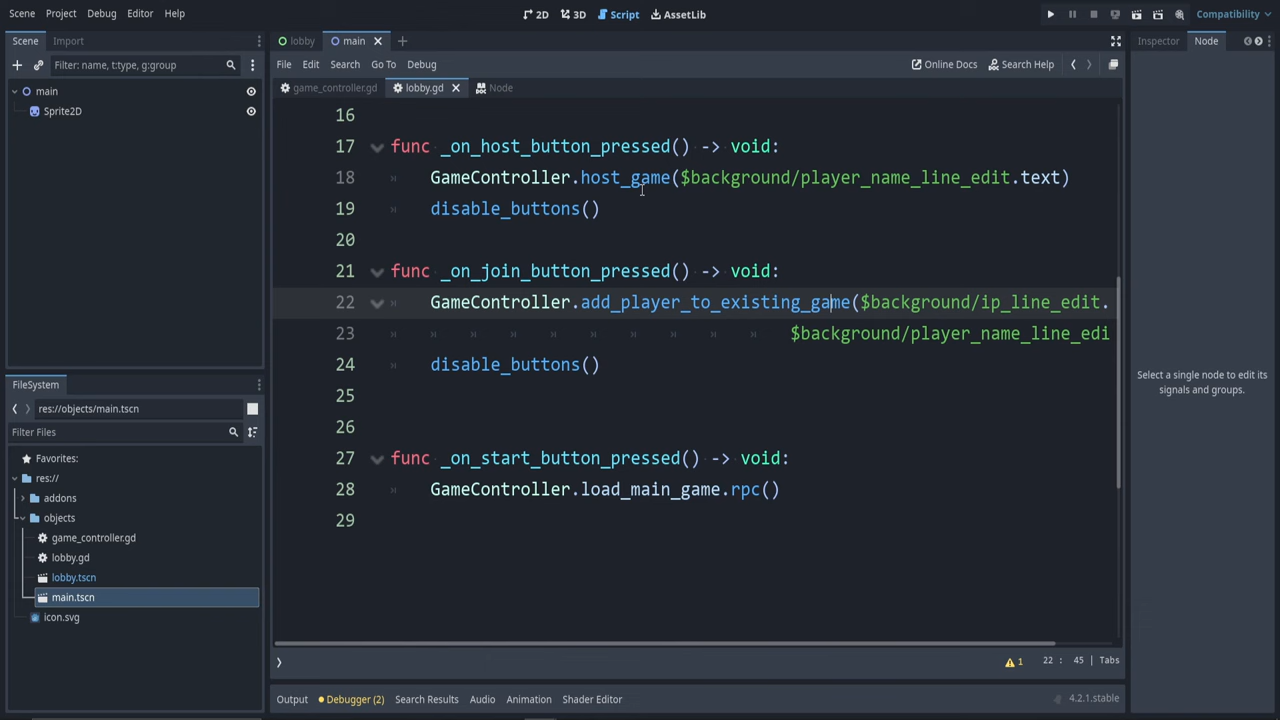 Scene Project Debug Editor Help
2D 3D Script AssetLib
Compatibility
Scene Import
lobby main
Inspector Node
Filter: name, t:type, g:group
File Edit Search Go To Debug
Online Docs Search Help
main
Sprite2D
game_controller.gd lobby.gd Node
16
17 func _on_host_button_pressed() -> void:
18 GameController.host_game($background/player_name_line_edit.text)
19 disable_buttons()
20
21 func _on_join_button_pressed() -> void:
22 GameController.add_player_to_existing_game($background/ip_line_edit.
23 $background/player_name_line_edi
24 disable_buttons()
25
26
27 func _on_start_button_pressed() -> void:
28 GameController.load_main_game.rpc()
29
Select a single node to edit its
signals and groups.
FileSystem
res://objects/main.tscn
Filter Files
Favorites:
res://
addons
objects
game_controller.gd
lobby.gd
lobby.tscn
main.tscn
icon.svg
1 22 : 45 Tabs
Output Debugger (2) Search Results Audio Animation Shader Editor
4.2.1.stable